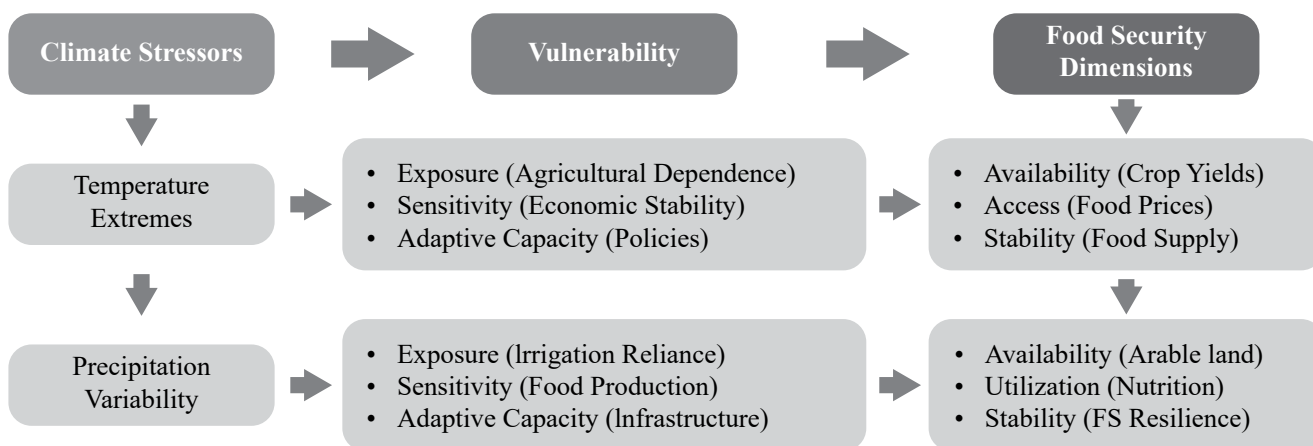 Climate Stressors
Vulnerability
Food Security
Dimensions
Temperature
Extremes
• Exposure (Agricultural Dependence)
• Sensitivity (Economic Stability)
• Adaptive Capacity (Policies)
• Availability (Crop Yields)
• Access (Food Prices)
• Stability (Food Supply)
Precipitation
Variability
• Exposure (Irrigation Reliance)
• Sensitivity (Food Production)
• Adaptive Capacity (Infrastructure)
• Availability (Arable land)
• Utilization (Nutrition)
• Stability (FS Resilience)